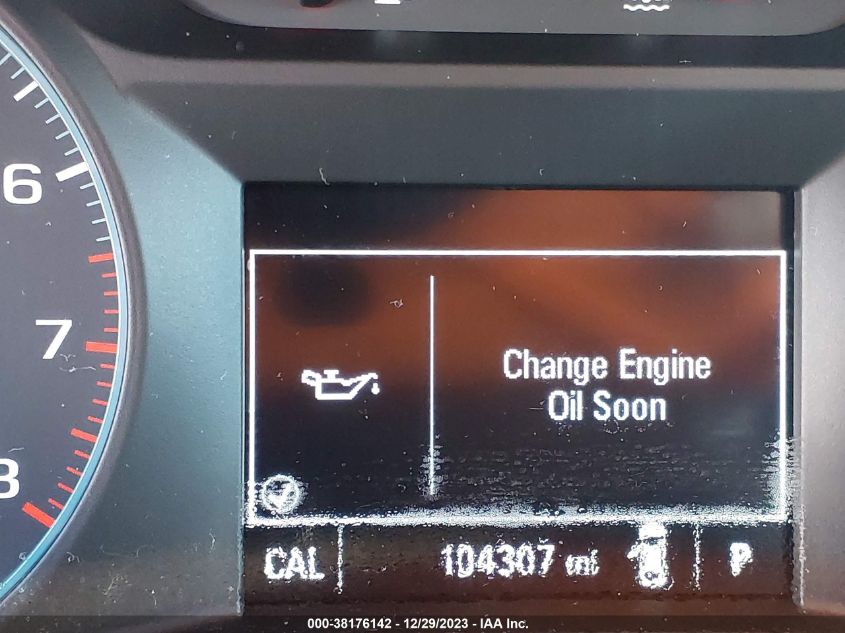 6
7
8
Change Engine
Oil Soon
CAL 104307 mi P
000-38176142 - 12/29/2023 - IAA Inc.